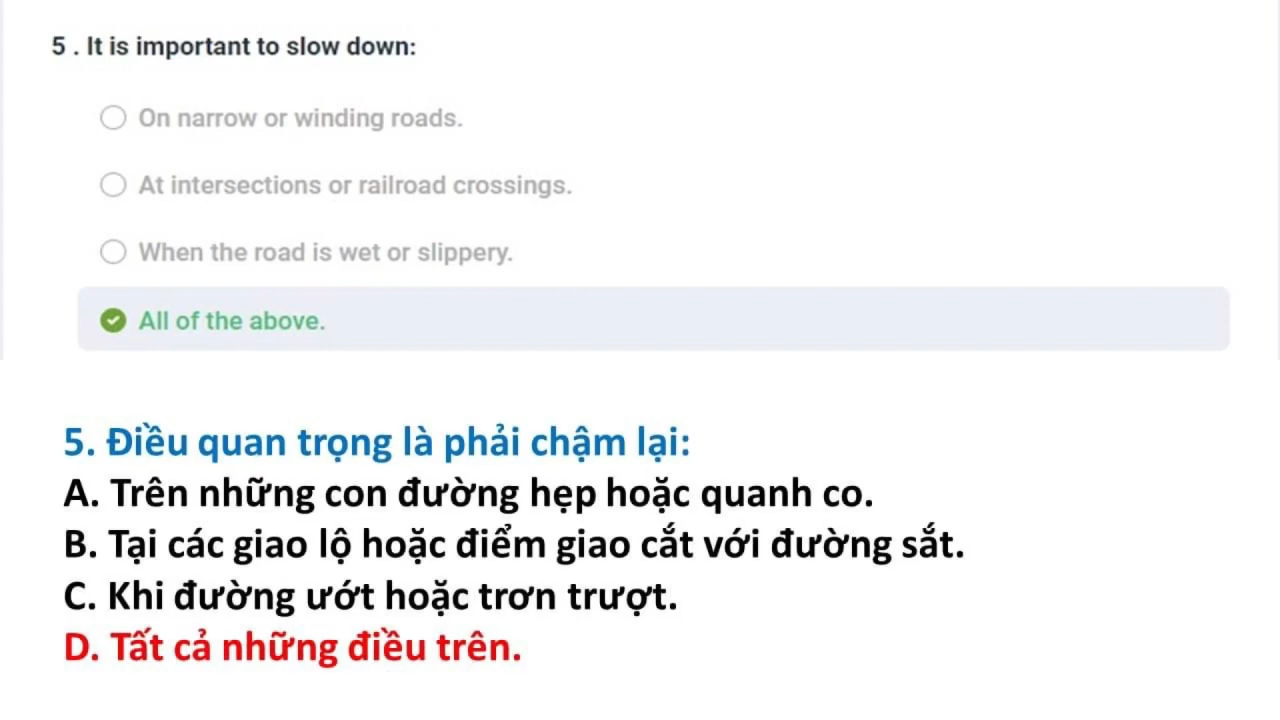 5 . It is important to slow down:
On narrow or winding roads.
At intersections or railroad crossings.
When the road is wet or slippery.
All of the above.
5. Điều quan trọng là phải chậm lại:
A. Trên những con đường hẹp hoặc quanh co.
B. Tại các giao lộ hoặc điểm giao cắt với đường sắt.
C. Khi đường ướt hoặc trơn trượt.
D. Tất cả những điều trên.